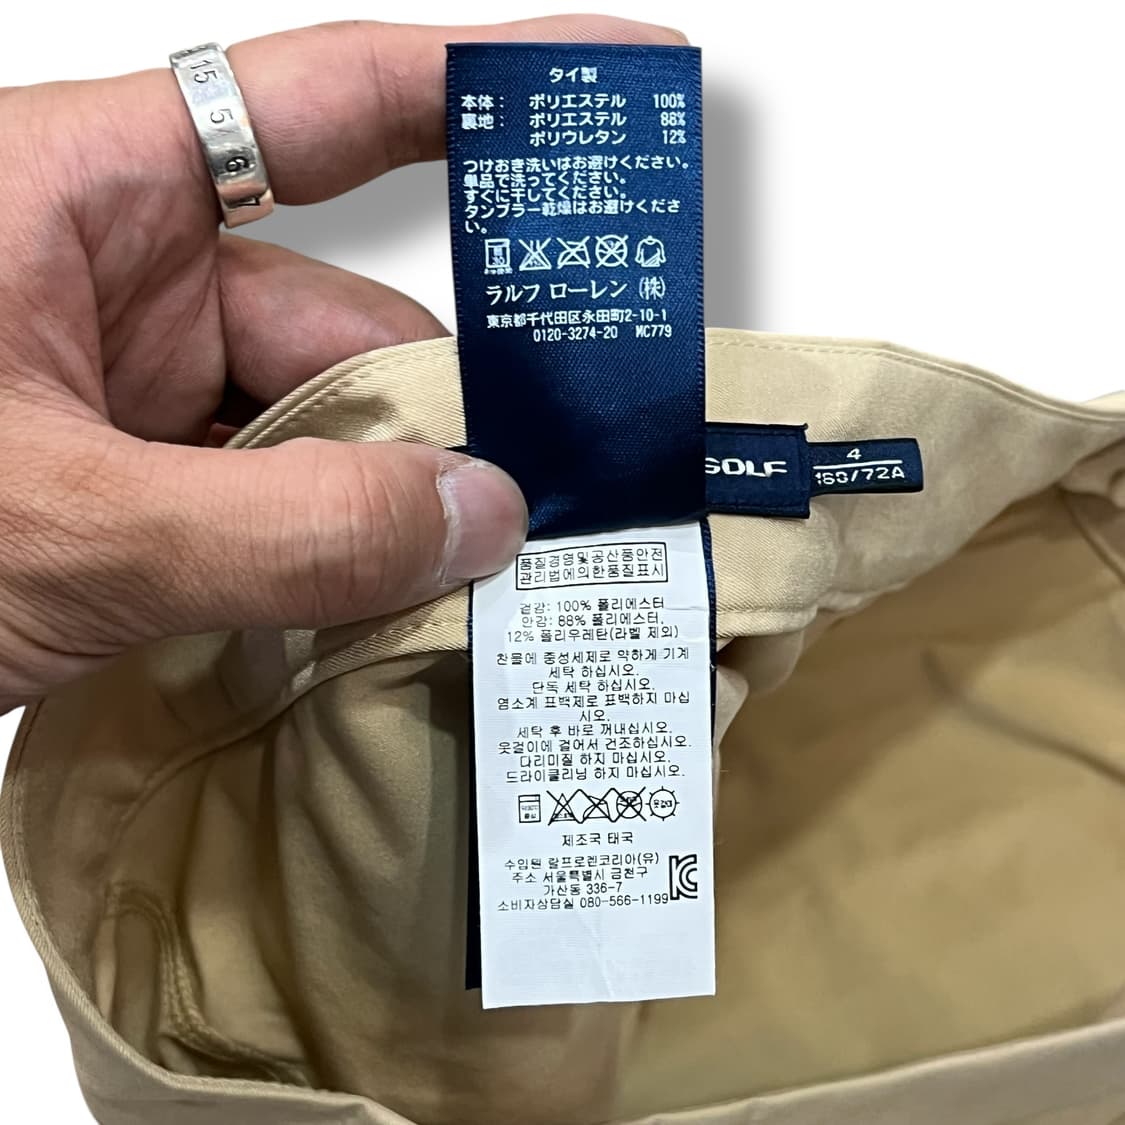 15 5 6 7
タイ製
本体： ポリエステル 100%
裏地： ポリエステル 88%
ポリウレタン 12%
つけおき洗いはお避けください。
単品で洗ってください。
すぐに干してください。
タンブラー乾燥はお避けくださ
い。
ラルフ ローレン (株)
東京都千代田区永田町2-10-1
0120-3274-20 MC779
GOLF
4
160/72A
품질경영및공산품안전
관리법에의한품질표시
겉감: 100% 폴리에스터
안감: 88% 폴리에스터,
12% 폴리우레탄(라벨 제외)
찬물에 중성세제로 약하게 기계
세탁 하십시오.
단독 세탁 하십시오.
염소계 표백제로 표백하지 마십
시오.
세탁 후 바로 꺼내십시오.
옷걸이에 걸어서 건조하십시오.
다리미질 하지 마십시오.
드라이클리닝 하지 마십시오.
제조국 태국
수입원 랄프로렌코리아(유)
주소 서울특별시 금천구
가산동 336-7
소비자상담실 080-566-1199